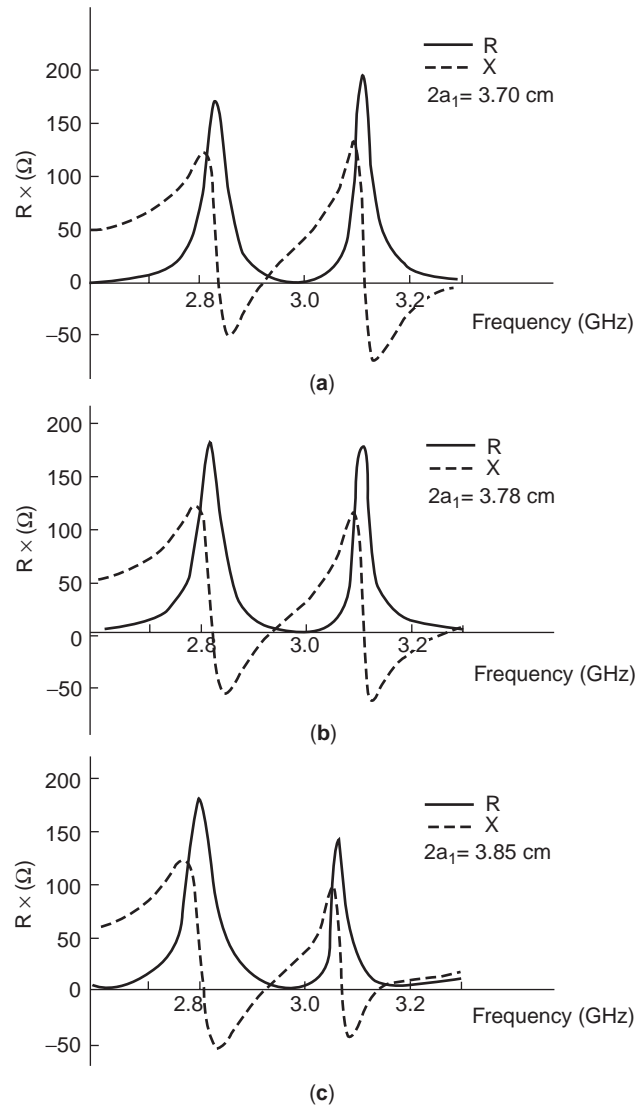 R
X
2a₁= 3.70 cm
200
150
100
50
0
–50
R × (Ω)
2.8
3.0
3.2
Frequency (GHz)
(a)
R
X
2a₁= 3.78 cm
200
150
100
50
0
–50
R × (Ω)
2.8
3.0
3.2
Frequency (GHz)
(b)
R
X
2a₁= 3.85 cm
200
150
100
50
0
–50
R × (Ω)
2.8
3.0
3.2
Frequency (GHz)
(c)